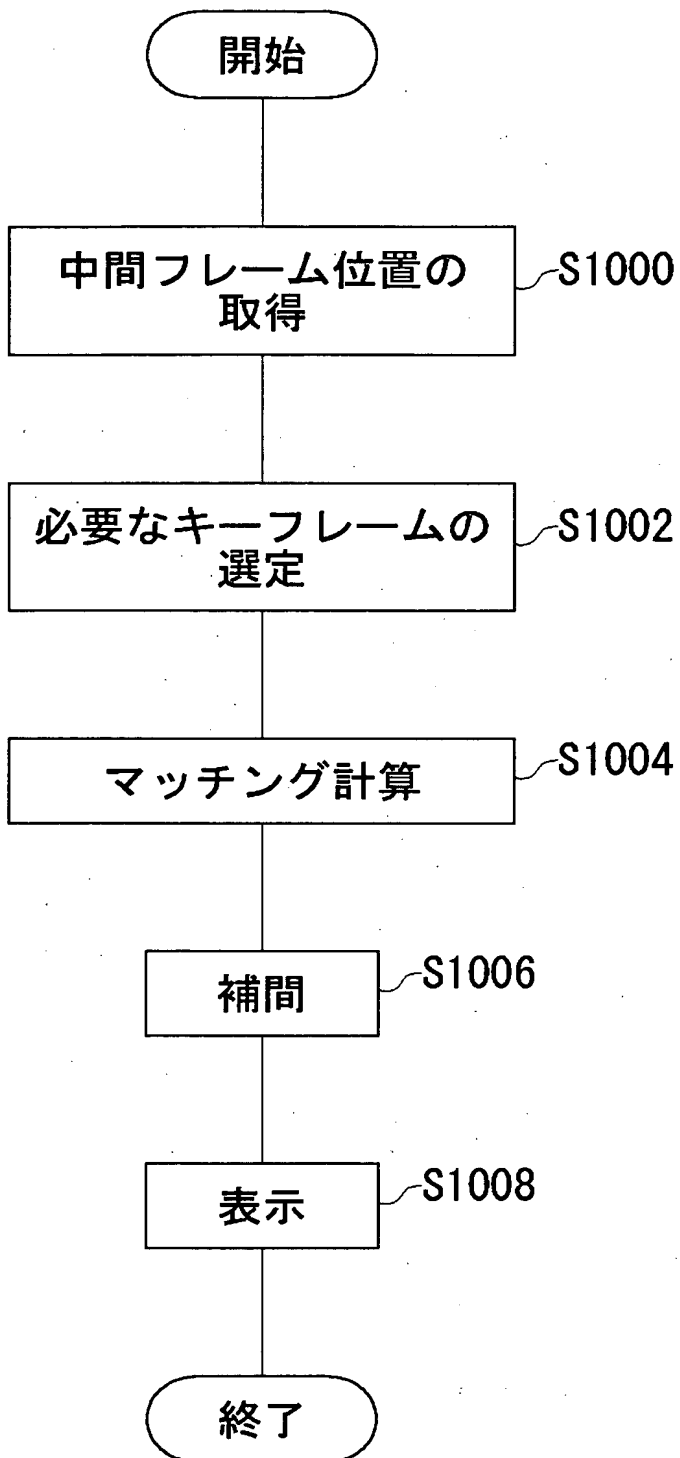 開始
中間フレーム位置の
取得
S1000
必要なキーフレームの
選定
S1002
マッチング計算
S1004
補間
S1006
表示
S1008
終了